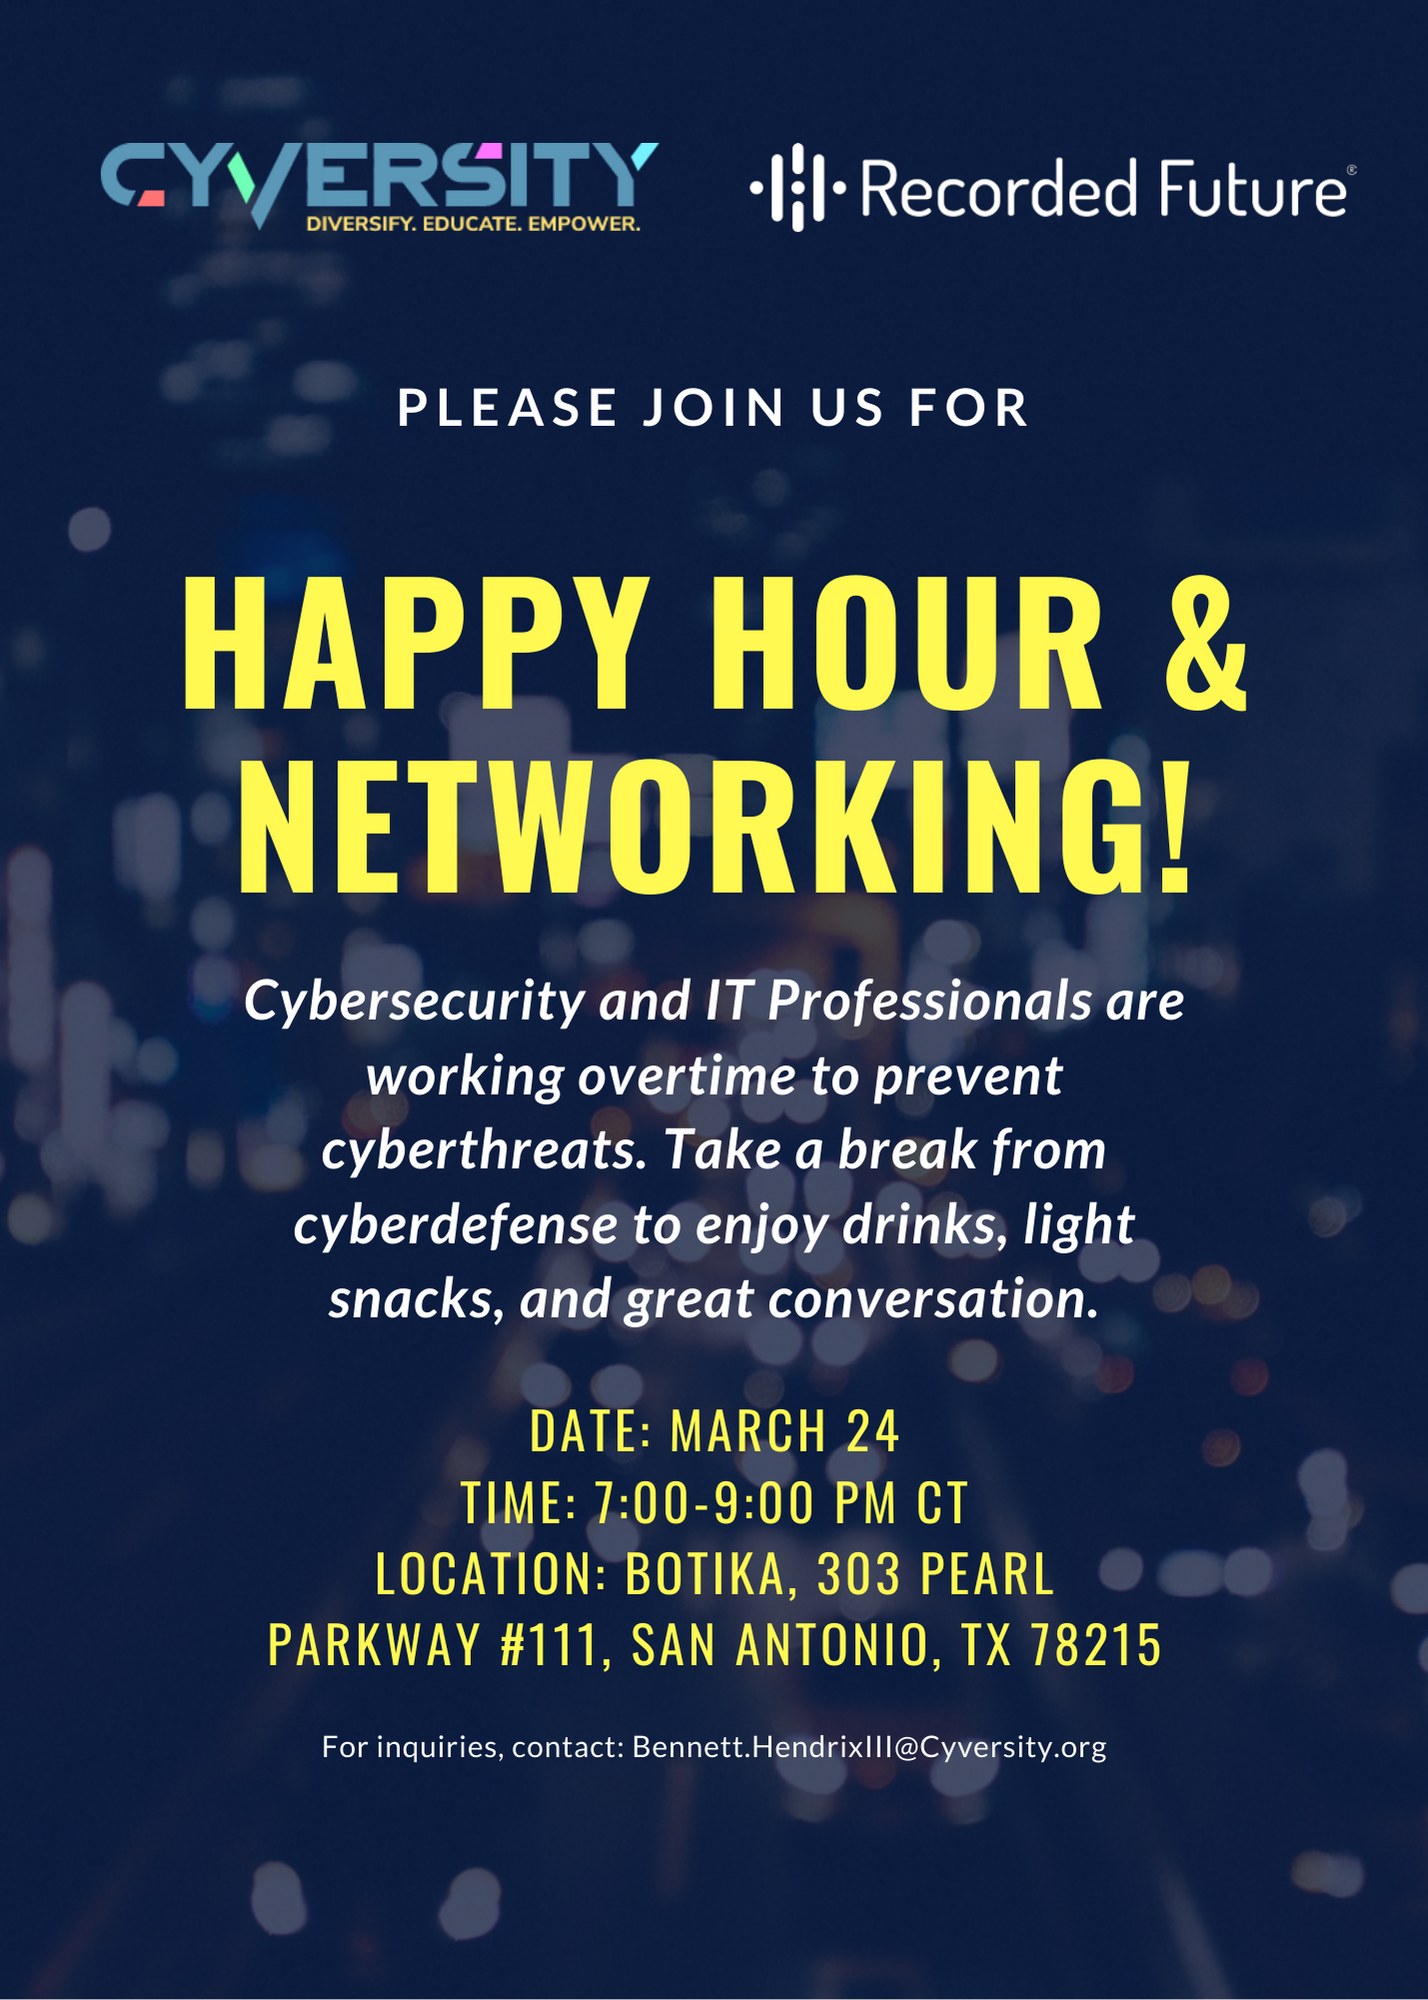 CYVERSITY
DIVERSIFY. EDUCATE. EMPOWER.
Recorded Future®
PLEASE JOIN US FOR
HAPPY HOUR &
NETWORKING!
Cybersecurity and IT Professionals are
working overtime to prevent
cyberthreats. Take a break from
cyberdefense to enjoy drinks, light
snacks, and great conversation.
DATE: MARCH 24
TIME: 7:00-9:00 PM CT
LOCATION: BOTIKA, 303 PEARL
PARKWAY #111, SAN ANTONIO, TX 78215
For inquiries, contact: Bennett.HendrixIII@Cyversity.org